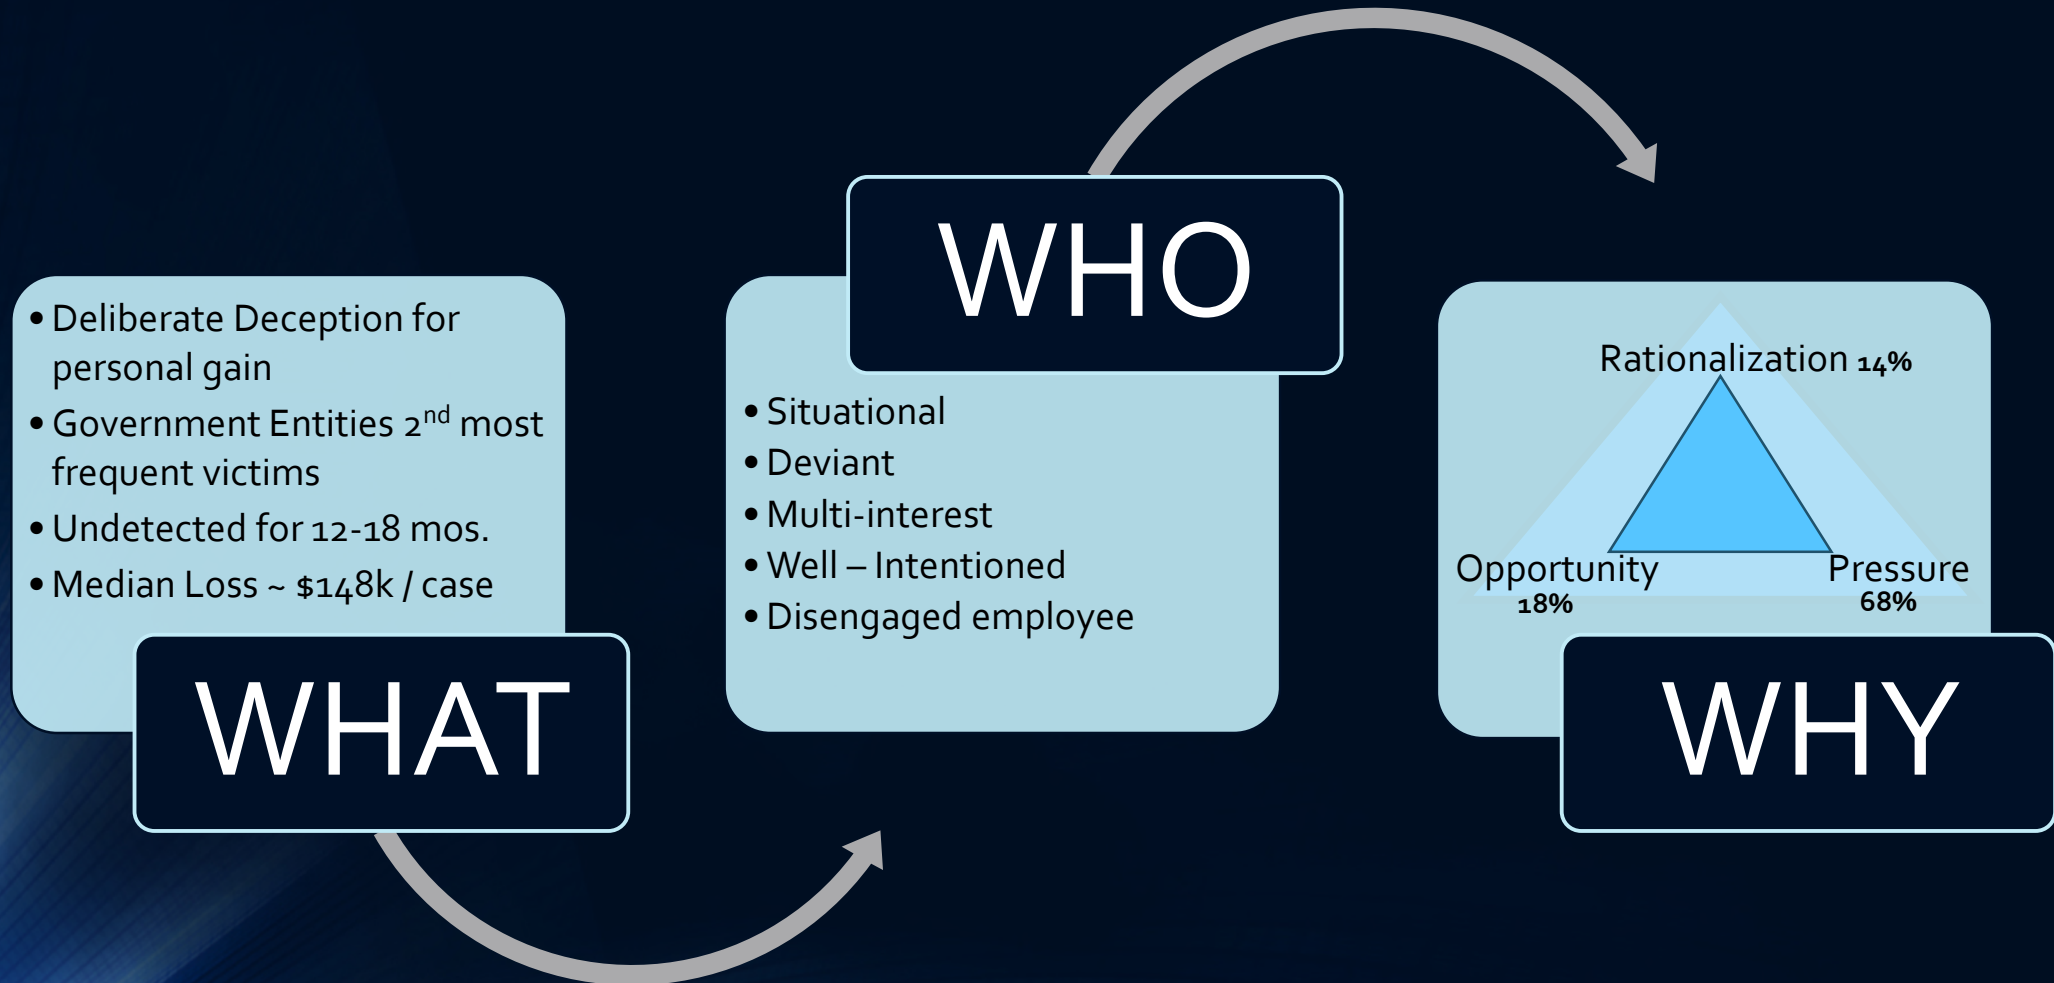 • Deliberate Deception for
personal gain
• Government Entities 2nd most
frequent victims
• Undetected for 12-18 mos.
• Median Loss ~ $148k / case
WHAT
WHO
• Situational
• Deviant
• Multi-interest
• Well – Intentioned
• Disengaged employee
Rationalization 14%
Opportunity
18%
Pressure
68%
WHY